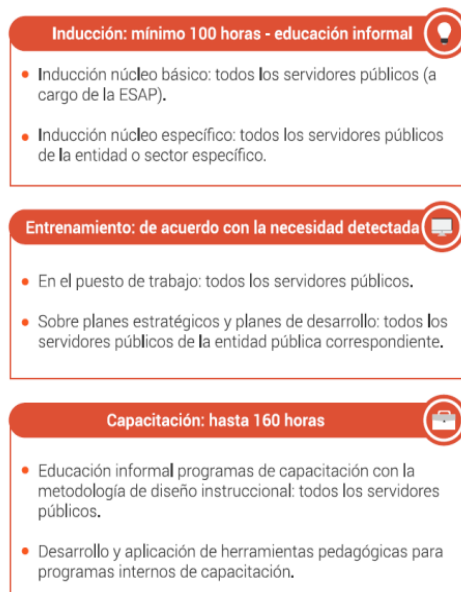 Inducción: mínimo 100 horas - educación informal
Inducción núcleo básico: todos los servidores públicos (a
cargo de la ESAP).
Inducción núcleo específico: todos los servidores públicos
de la entidad o sector específico.
Entrenamiento: de acuerdo con la necesidad detectada
En el puesto de trabajo: todos los servidores públicos.
Sobre planes estratégicos y planes de desarrollo: todos los
servidores públicos de la entidad pública correspondiente.
Capacitación: hasta 160 horas
Educación informal programas de capacitación con la
metodología de diseño instruccional: todos los servidores
públicos.
Desarrollo y aplicación de herramientas pedagógicas para
programas internos de capacitación.